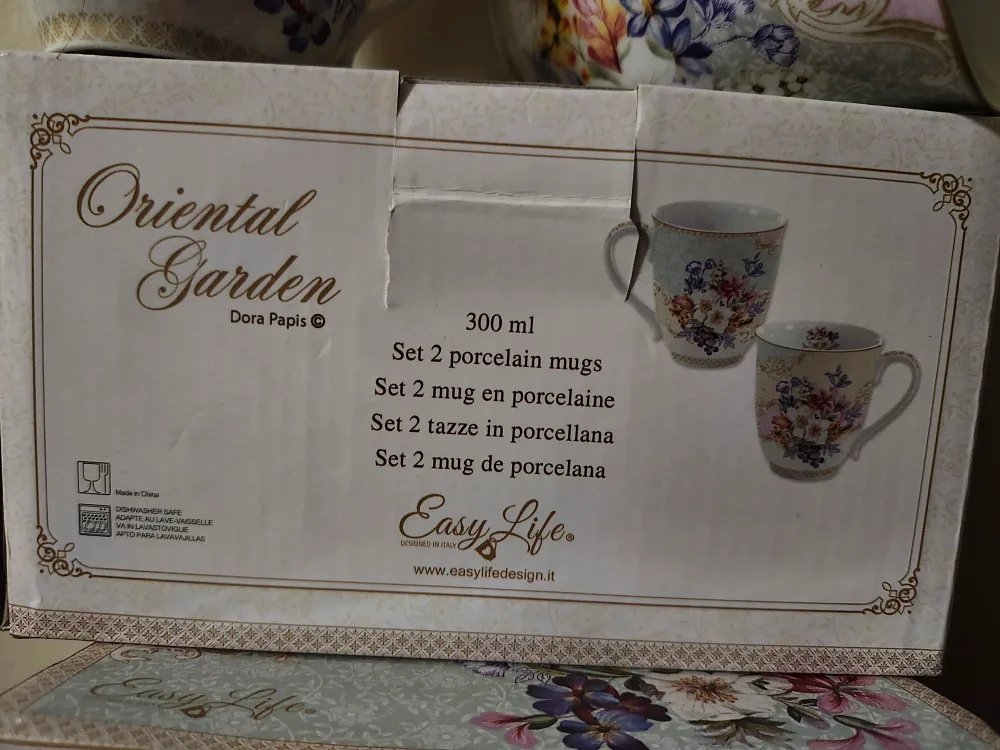 Oriental
Garden
Dora Papis ©
300 ml
Set 2 porcelain mugs
Set 2 mug en porcelaine
Set 2 tazze in porcellana
Set 2 mug de porcelana
Made in China
DISHWASHER SAFE
ADAPTE AU LAVE-VAISSELLE
VA IN LAVASTOVIGLIE
APTO PARA LAVAVAJILLAS
Easy Life®
DESIGNED IN ITALY
www.easylifedesign.it
Easy Life®